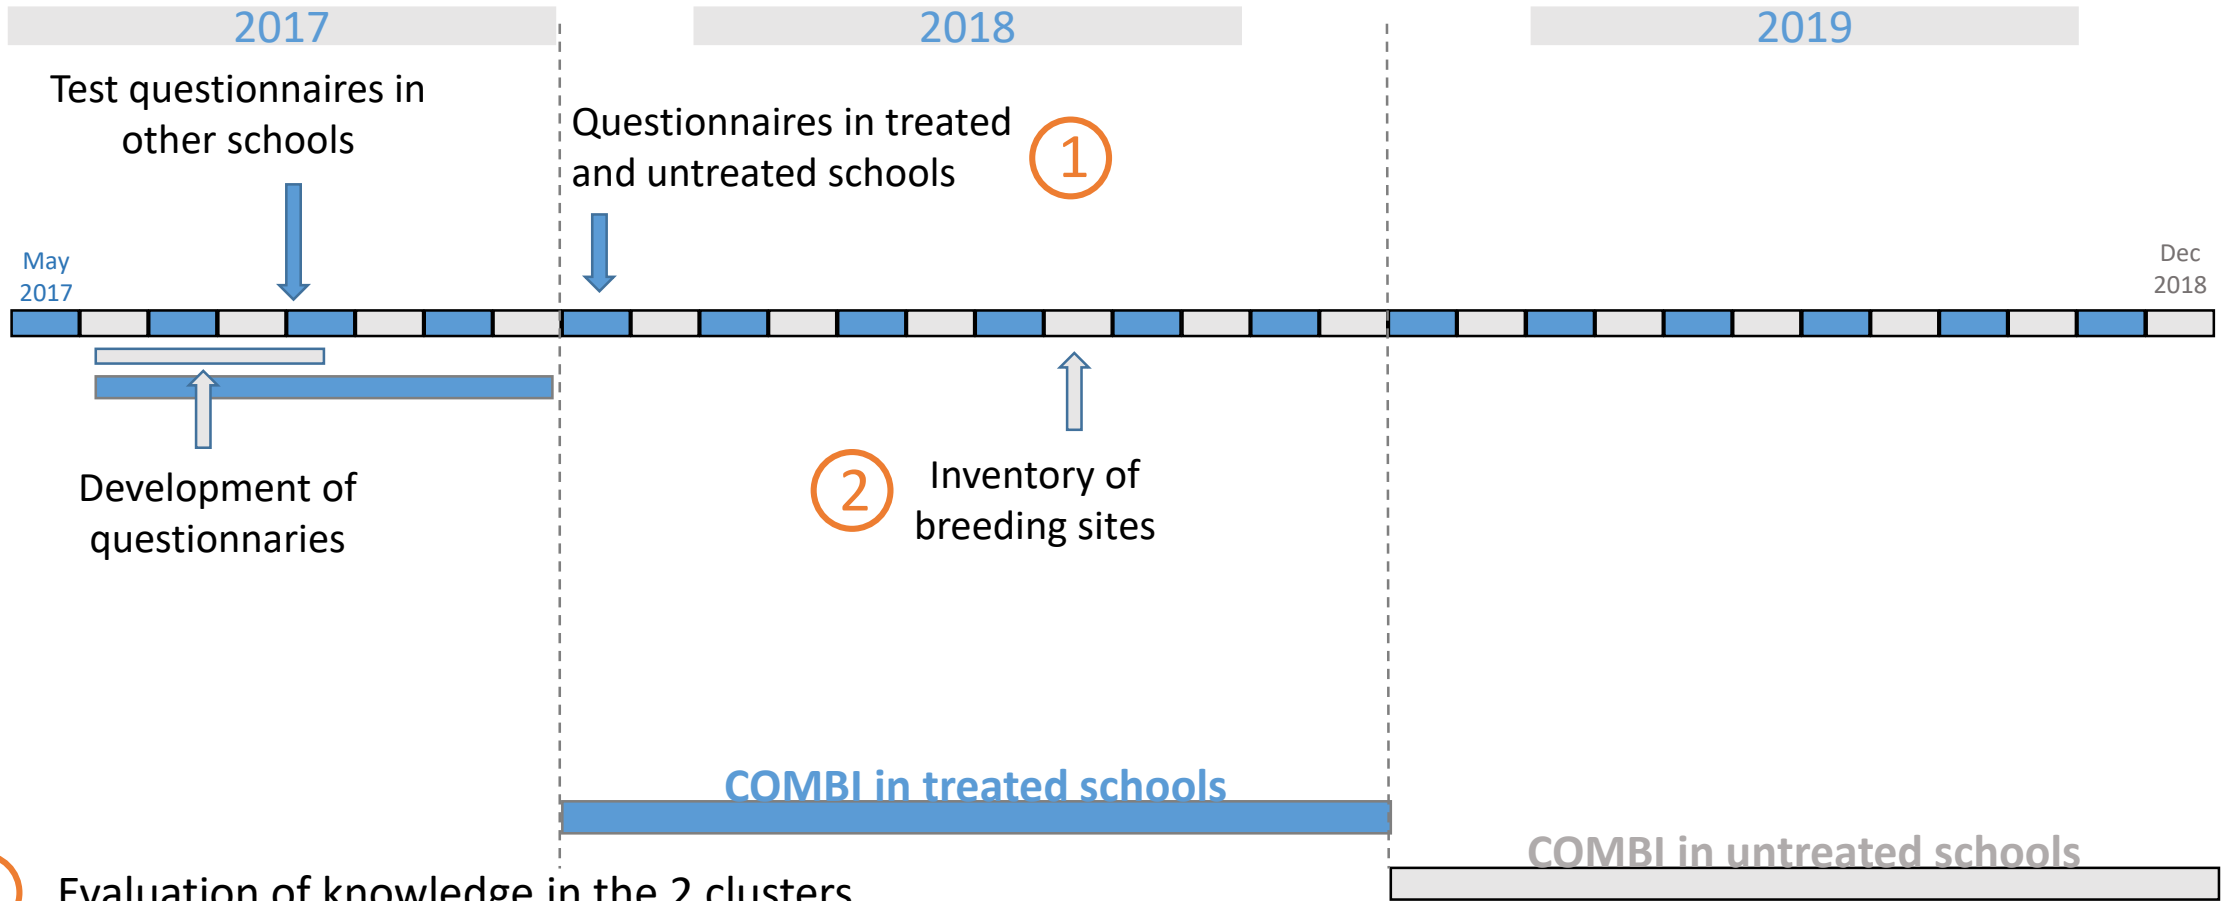 2017
2018
2019
Test questionnaires in
other schools
Questionnaires in treated
and untreated schools
1
May
2017
Dec
2018
Development of
questionnaries
2
Inventory of
breeding sites
COMBI in treated schools
COMBI in untreated schools
Evaluation of knowledge in the 2 clusters